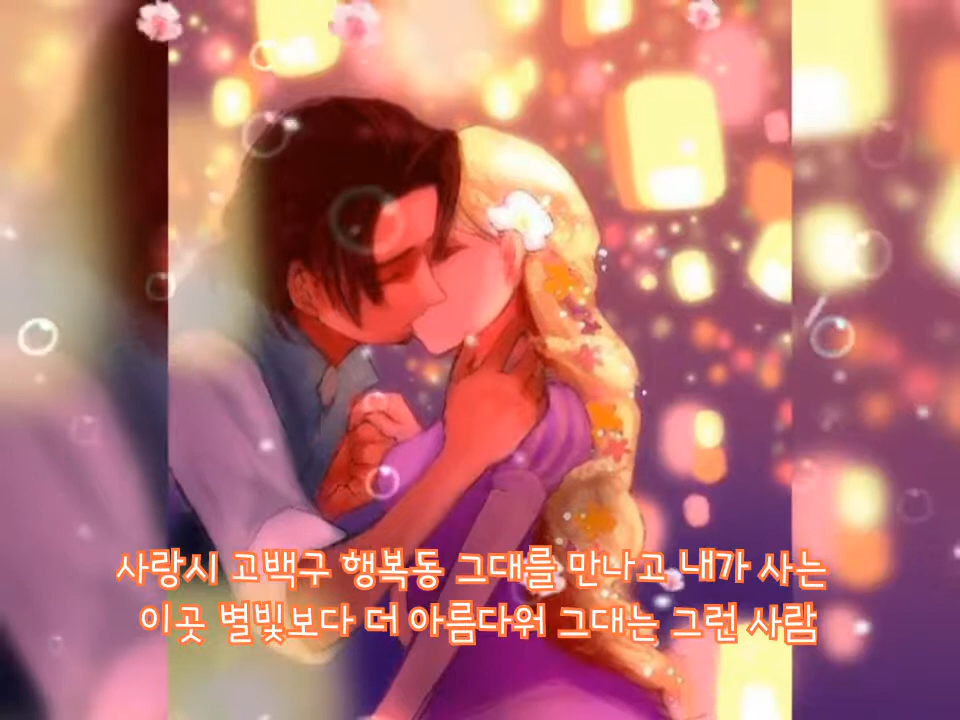 사랑시 고백구 행복동 그대를 만나고 내가 사는
이곳 별빛보다 더 아름다워 그대는 그런 사람